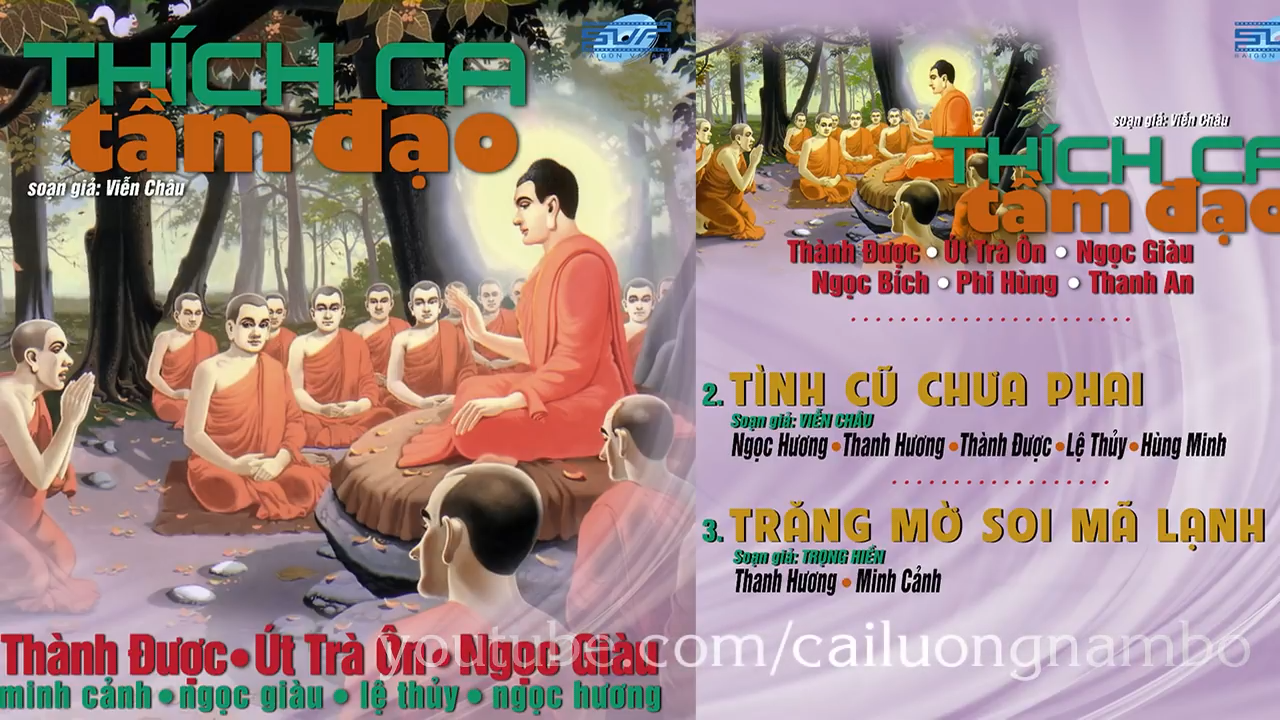 THÍCH CA
tầm đạo
soạn giả: Viễn Châu
Thành Được • Út Trà Ôn • Ngọc Giàu
minh cảnh • ngọc giàu • lệ thủy • ngọc hương
SVF
SAIGON VAFACO
soạn giả: Viễn Châu
THÍCH CA
tầm đạo
Thành Được • Út Trà Ôn • Ngọc Giàu
Ngọc Bích • Phi Hùng • Thanh An
2. TÌNH CŨ CHƯA PHAI
Soạn giả: VIỄN CHÂU
Ngọc Hương • Thanh Hương • Thành Được • Lệ Thủy • Hùng Minh
3. TRĂNG MỜ SOI MÃ LẠNH
Soạn giả: TRỌNG HIỀN
Thanh Hương • Minh Cảnh
youtube.com/cailuongnambo